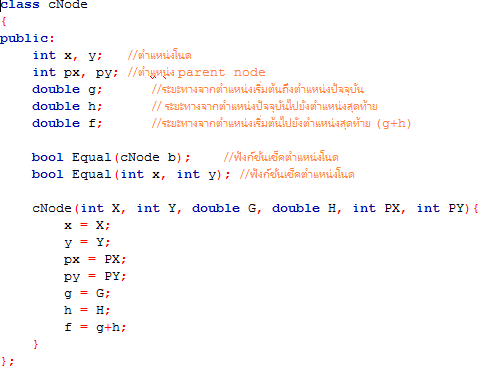 class cNode
{
public:
    int x, y;   //ตำแหน่งโนด
    int px, py; //ตำแหน่ง parent node
    double g;      //ระยะทางจากตำแหน่งเริ่มต้นถึงตำแหน่งปัจจุบัน
    double h;      // ระยะทางจากตำแหน่งปัจจุบันไปยังตำแหน่งสุดท้าย
    double f;      //ระยะทางจากตำแหน่งเริ่มต้นไปยังตำแหน่งสุดท้าย (g+h)
    bool Equal(cNode b);    //ฟังก์ชันเช็คตำแหน่งโนด
    bool Equal(int x, int y); //ฟังก์ชันเช็คตำแหน่งโนด
    cNode(int X, int Y, double G, double H, int PX, int PY){
        x = X;
        y = Y;
        px = PX;
        py = PY;
        g = G;
        h = H;
        f = g+h;
    }
};